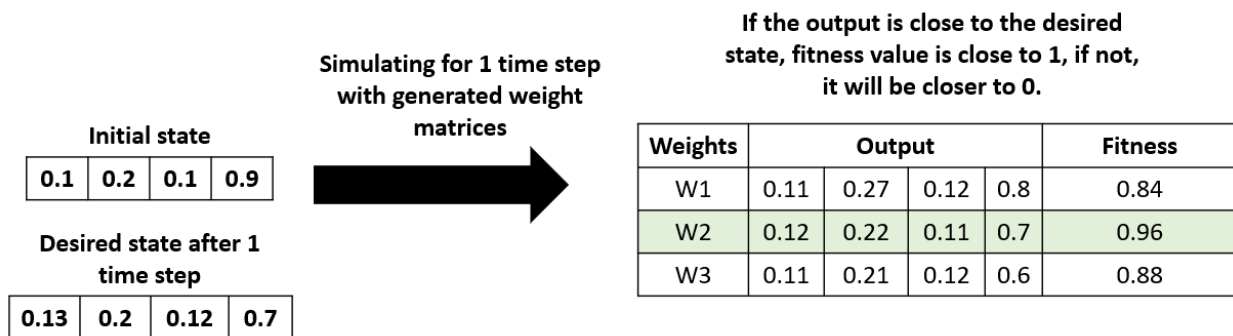 If the output is close to the desired
state, fitness value is close to 1, if not,
it will be closer to 0.
Simulating for 1 time step
with generated weight
matrices
Initial state
0.1 0.2 0.1 0.9
Desired state after 1
time step
0.13 0.2 0.12 0.7
Weights Output Fitness
W1 0.11 0.27 0.12 0.8 0.84
W2 0.12 0.22 0.11 0.7 0.96
W3 0.11 0.21 0.12 0.6 0.88